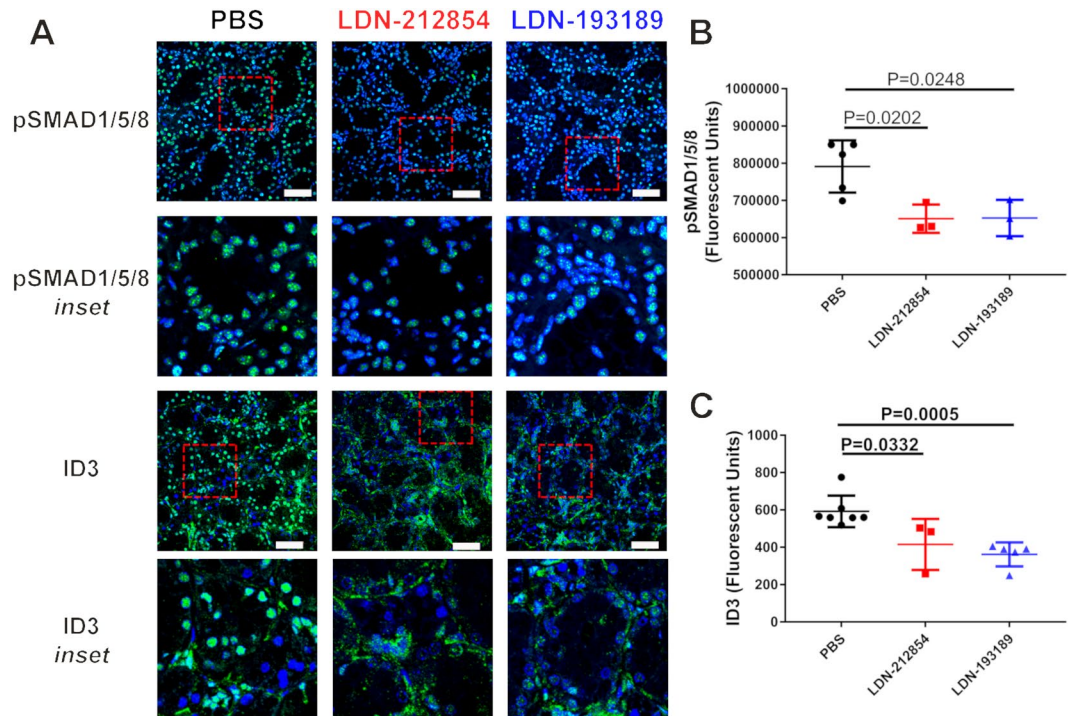 A
PBS
LDN-212854
LDN-193189
pSMAD1/5/8
pSMAD1/5/8
inset
ID3
ID3
inset
B
P=0.0248
P=0.0202
pSMAD1/5/8
(Fluorescent Units)
1000000
900000
800000
700000
600000
500000
PBS
LDN-212854
LDN-193189
C
P=0.0005
P=0.0332
ID3 (Fluorescent Units)
1000
800
600
400
200
0
PBS
LDN-212854
LDN-193189